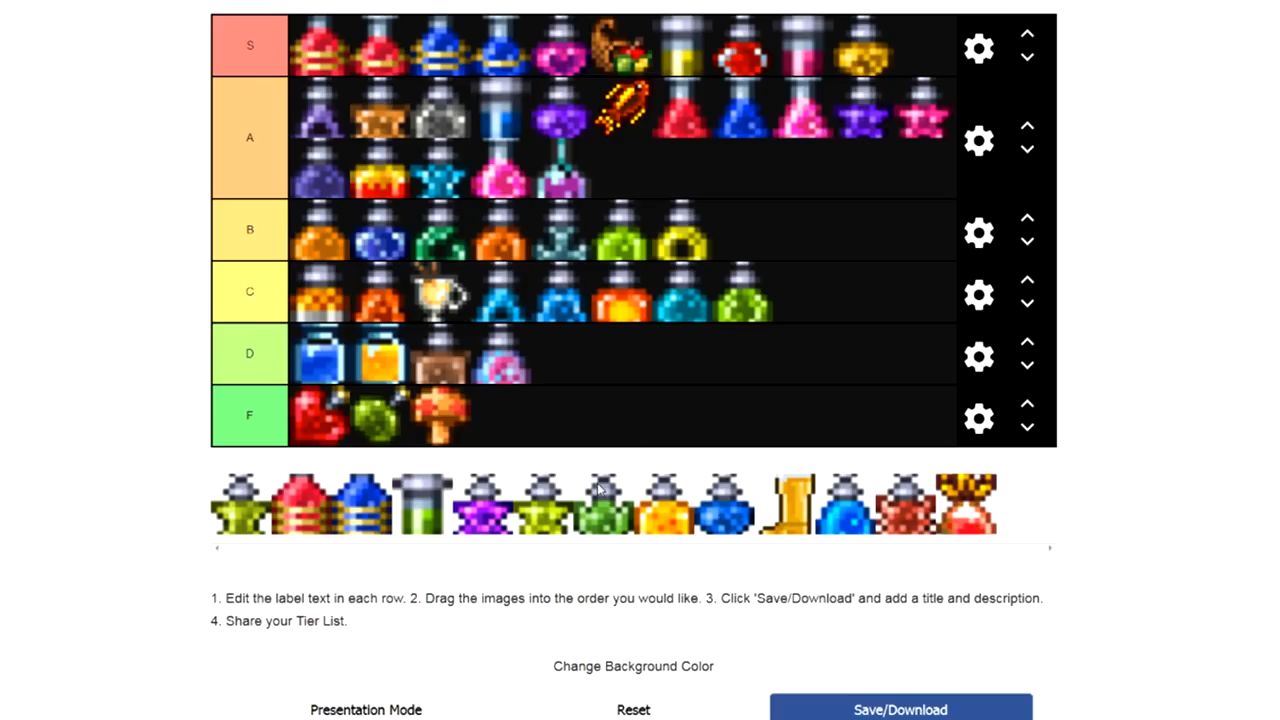 S
A
B
C
D
F
1. Edit the label text in each row. 2. Drag the images into the order you would like. 3. Click 'Save/Download' and add a title and description.
4. Share your Tier List.
Change Background Color
Presentation Mode
Reset
Save/Download